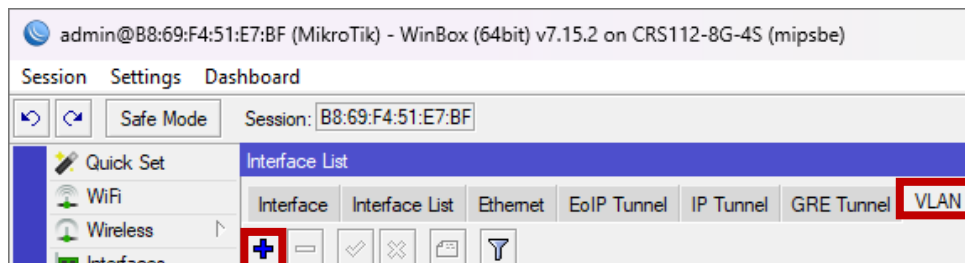 admin@B8:69:F4:51:E7:BF (MikroTik) - WinBox (64bit) v7.15.2 on CRS112-8G-4S (mipsbe)
Session Settings Dashboard
Safe Mode Session: B8:69:F4:51:E7:BF
Quick Set Interface List
WiFi Interface Interface List Ethernet EoIP Tunnel IP Tunnel GRE Tunnel VLAN
Wireless
Interfaces